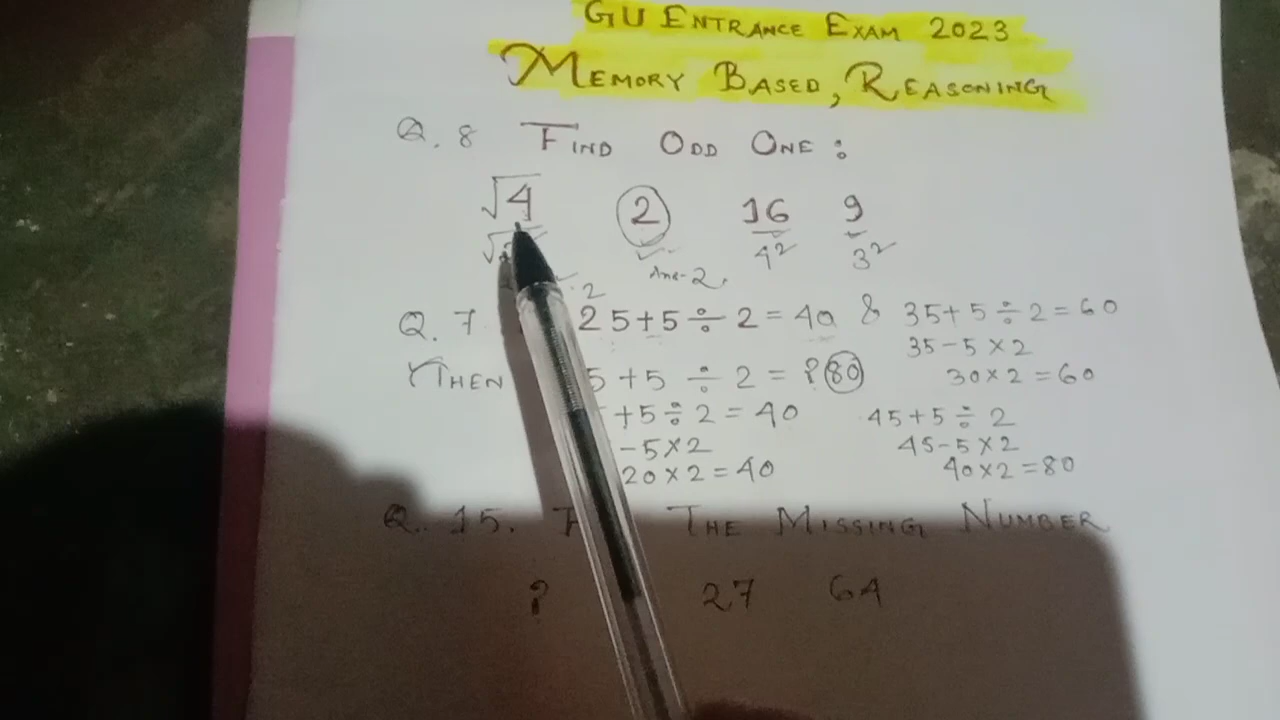 GU ENTRANCE EXAM 2023
MEMORY BASED, REASONING
Q. 8 FIND ODD ONE :
√4 2 16 9
4² 3²
Ans-2.
Q. 7 25+5÷2=40 & 35+5÷2=60
35-5×2
THEN 5+5÷2=? 80 30×2=60
+5÷2=40 45+5÷2
-5×2 45-5×2
20×2=40 40×2=80
Q. 15. THE MISSING NUMBER
? 27 64